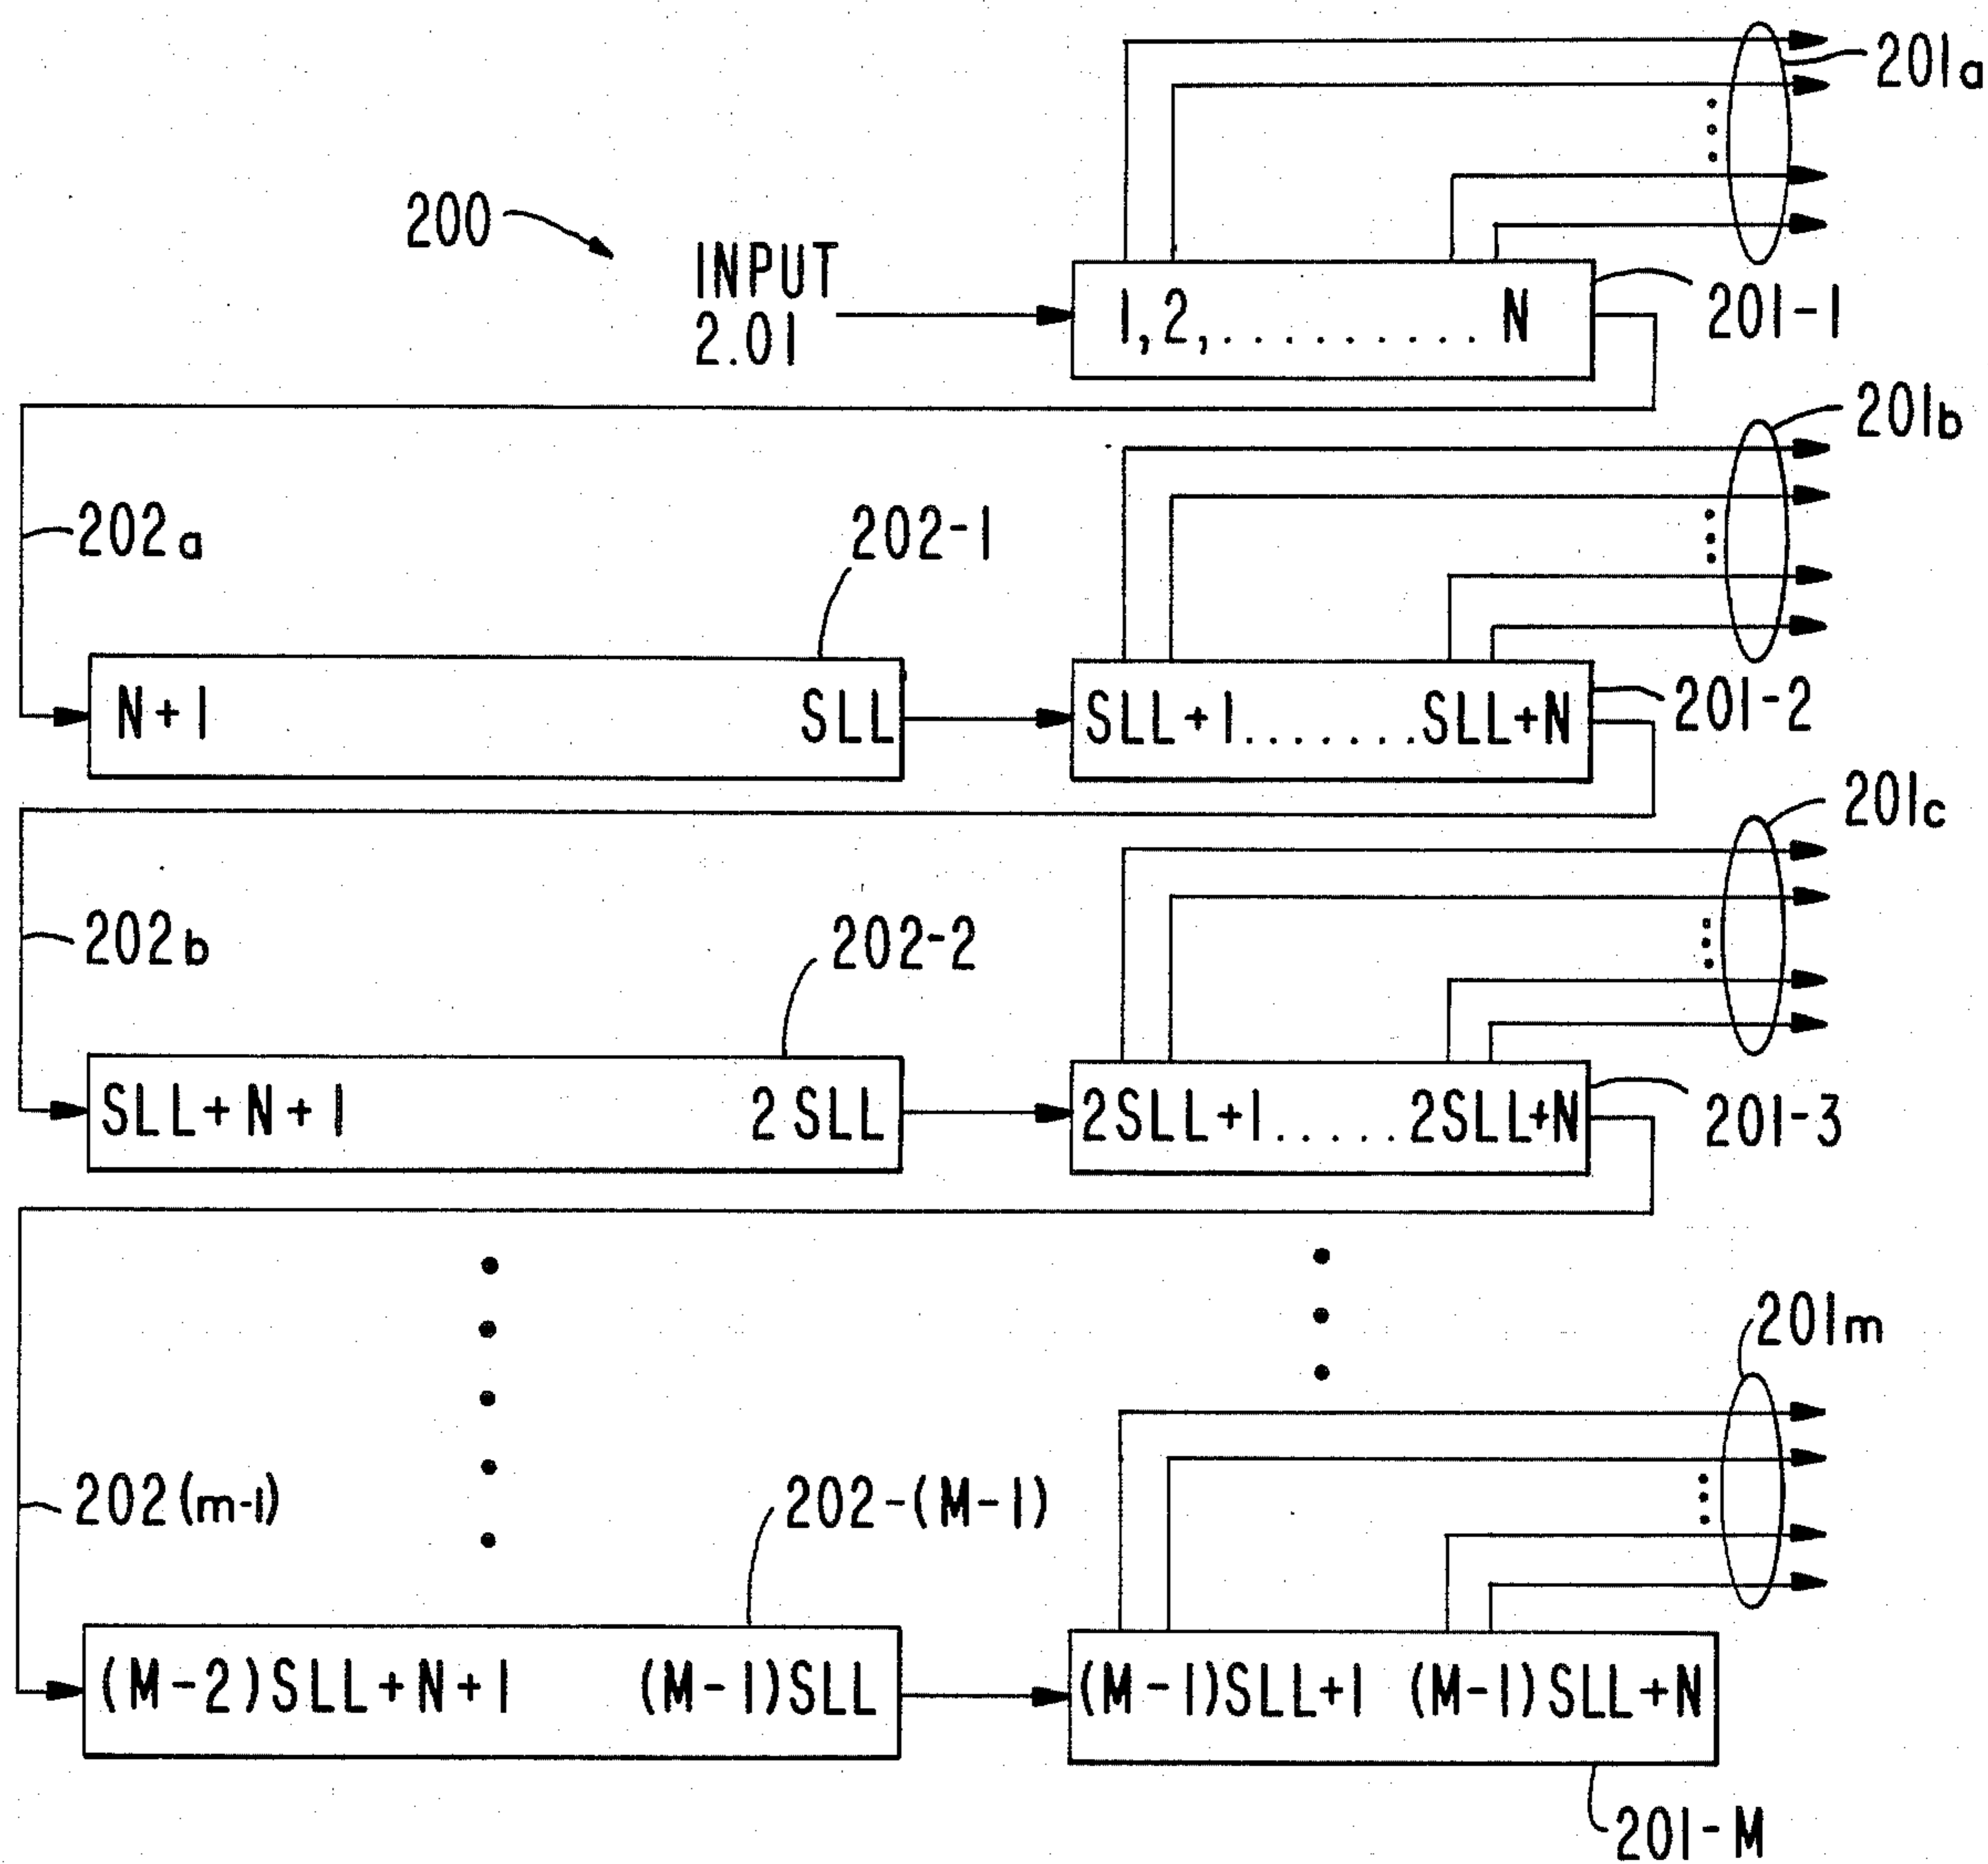 201a
200
INPUT
2.01
1,2,.......... N
201-1
201b
202a
202-1
N+1
SLL
SLL+1.......SLL+N
201-2
201c
202b
202-2
SLL+N+1
2SLL
2SLL+1.....2SLL+N
201-3
201m
202(m-1)
202-(M-1)
(M-2)SLL+N+1
(M-1)SLL
(M-1)SLL+1 (M-1)SLL+N
201-M